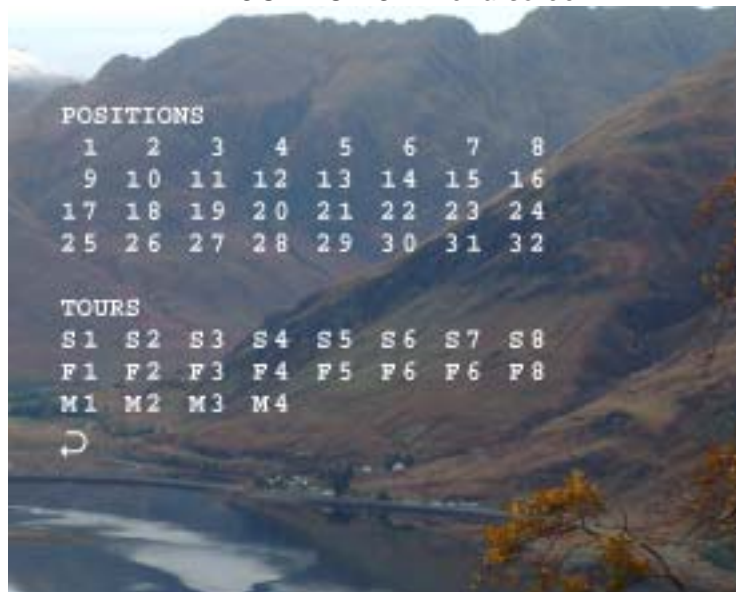 POSITIONS
1 2 3 4 5 6 7 8
9 10 11 12 13 14 15 16
17 18 19 20 21 22 23 24
25 26 27 28 29 30 31 32
TOURS
S1 S2 S3 S4 S5 S6 S7 S8
F1 F2 F3 F4 F5 F6 F6 F8
M1 M2 M3 M4